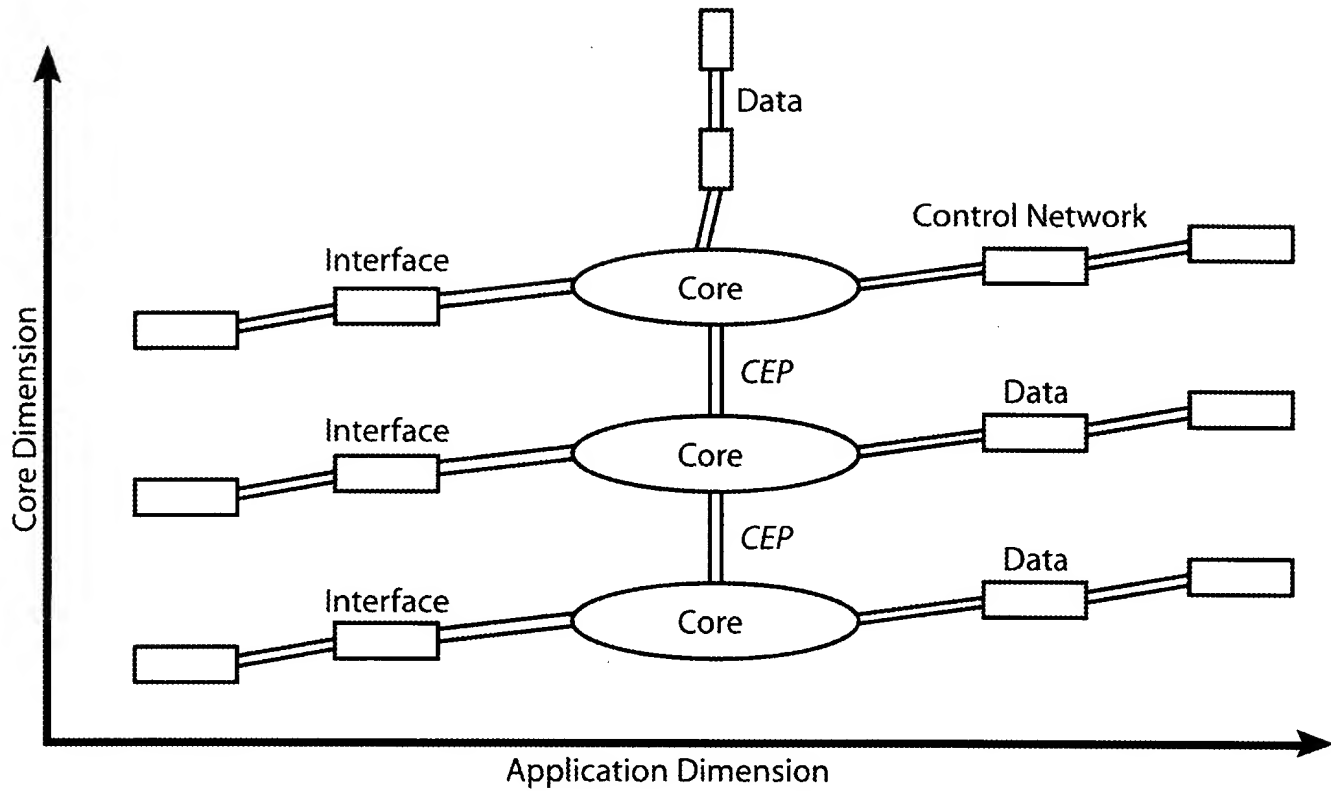 Data
Control Network
Interface
Core
CEP
Data
Interface
Core
CEP
Data
Interface
Core
Core Dimension
Application Dimension